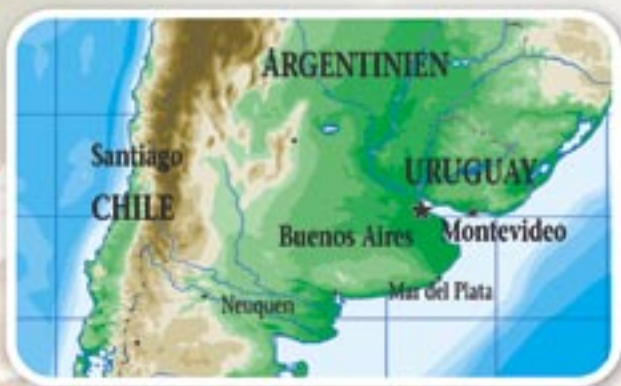 ARGENTINIEN
Santiago
CHILE
URUGUAY
Buenos Aires
Montevideo
Neuquen
Mar del Plata